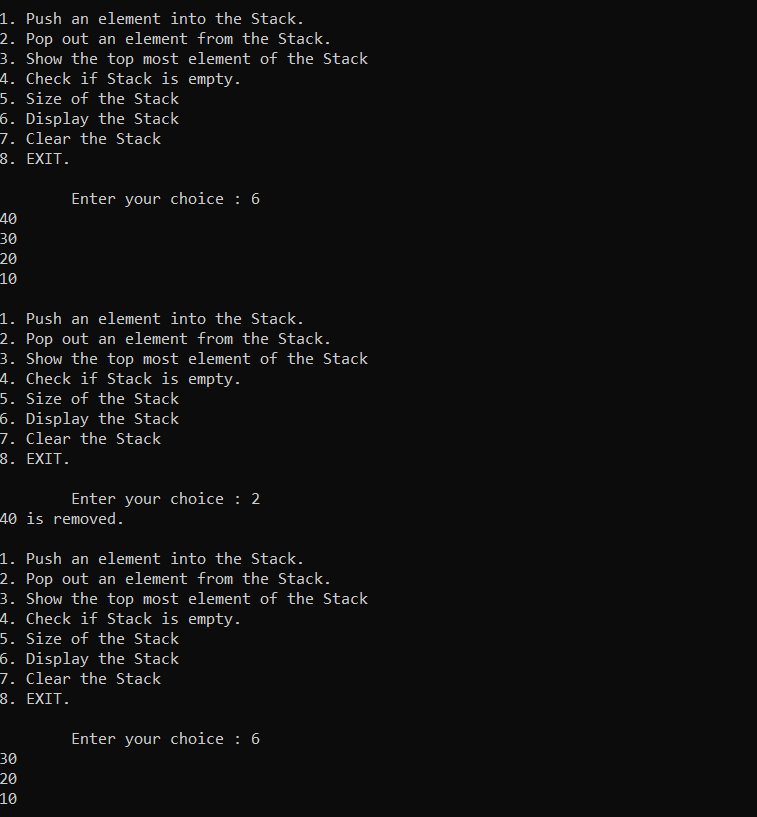 1. Push an element into the Stack.
2. Pop out an element from the Stack.
3. Show the top most element of the Stack
4. Check if Stack is empty.
5. Size of the Stack
6. Display the Stack
7. Clear the Stack
8. EXIT.
Enter your choice : 6
40
30
20
10
1. Push an element into the Stack.
2. Pop out an element from the Stack.
3. Show the top most element of the Stack
4. Check if Stack is empty.
5. Size of the Stack
6. Display the Stack
7. Clear the Stack
8. EXIT.
Enter your choice : 2
40 is removed.
1. Push an element into the Stack.
2. Pop out an element from the Stack.
3. Show the top most element of the Stack
4. Check if Stack is empty.
5. Size of the Stack
6. Display the Stack
7. Clear the Stack
8. EXIT.
Enter your choice : 6
30
20
10